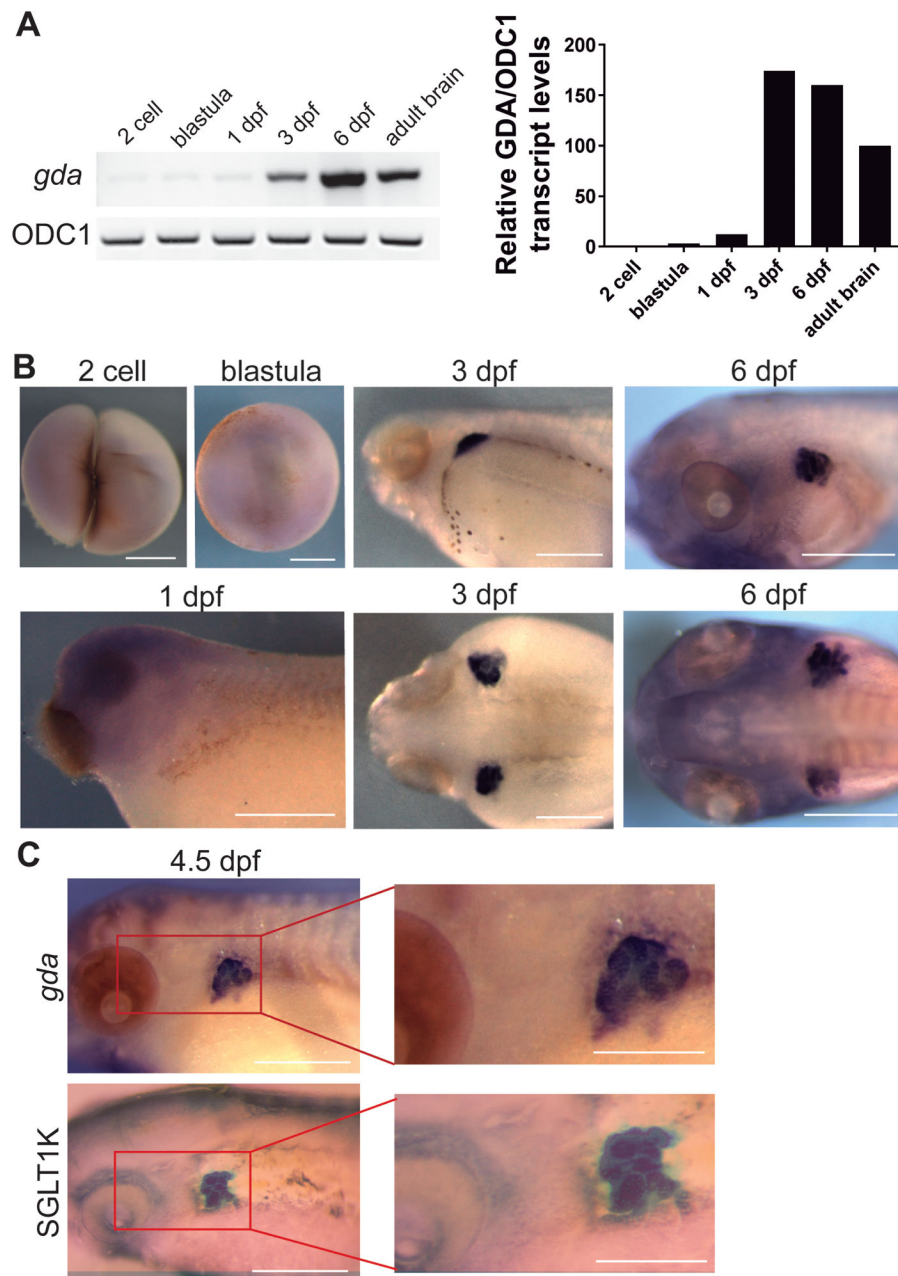 A
2 cell
blastula
1 dpf
3 dpf
6 dpf
adult brain
gda
ODC1
Relative GDA/ODC1
transcript levels
200
150
100
50
0
2 cell
blastula
1 dpf
3 dpf
6 dpf
adult brain
B
2 cell
blastula
3 dpf
6 dpf
1 dpf
3 dpf
6 dpf
C
4.5 dpf
gda
SGLT1K